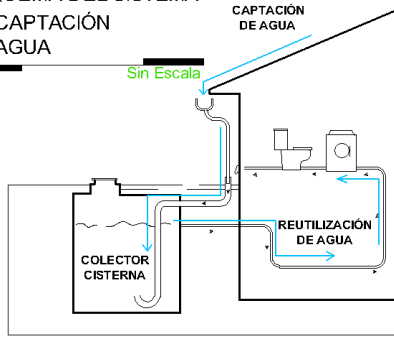 CAPTACIÓN
AGUA
Sin Escala
CAPTACIÓN
DE AGUA
COLECTOR
CISTERNA
REUTILIZACIÓN
DE AGUA